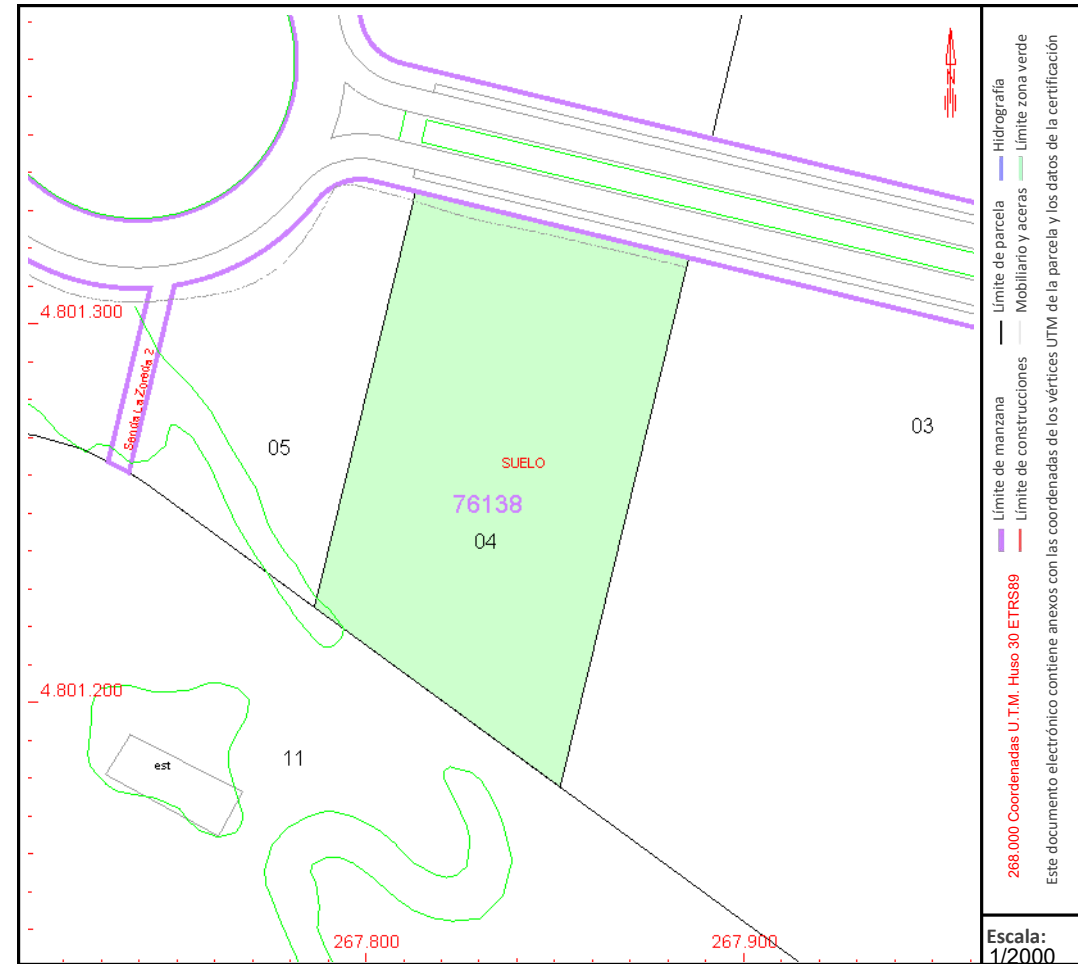 4.801.300
Senda La Zoreda 2
05
03
SUELO
76138
04
4.801.200
est
11
267.800
267.900
N
268.000 Coordenadas U.T.M. Huso 30 ETRS89
Límite de manzana
Límite de parcela
Hidrografía
Límite de construcciones
Mobiliario y aceras
Límite zona verde
Este documento electrónico contiene anexos con las coordenadas de los vértices UTM de la parcela y los datos de la certificación
Escala:
1/2000